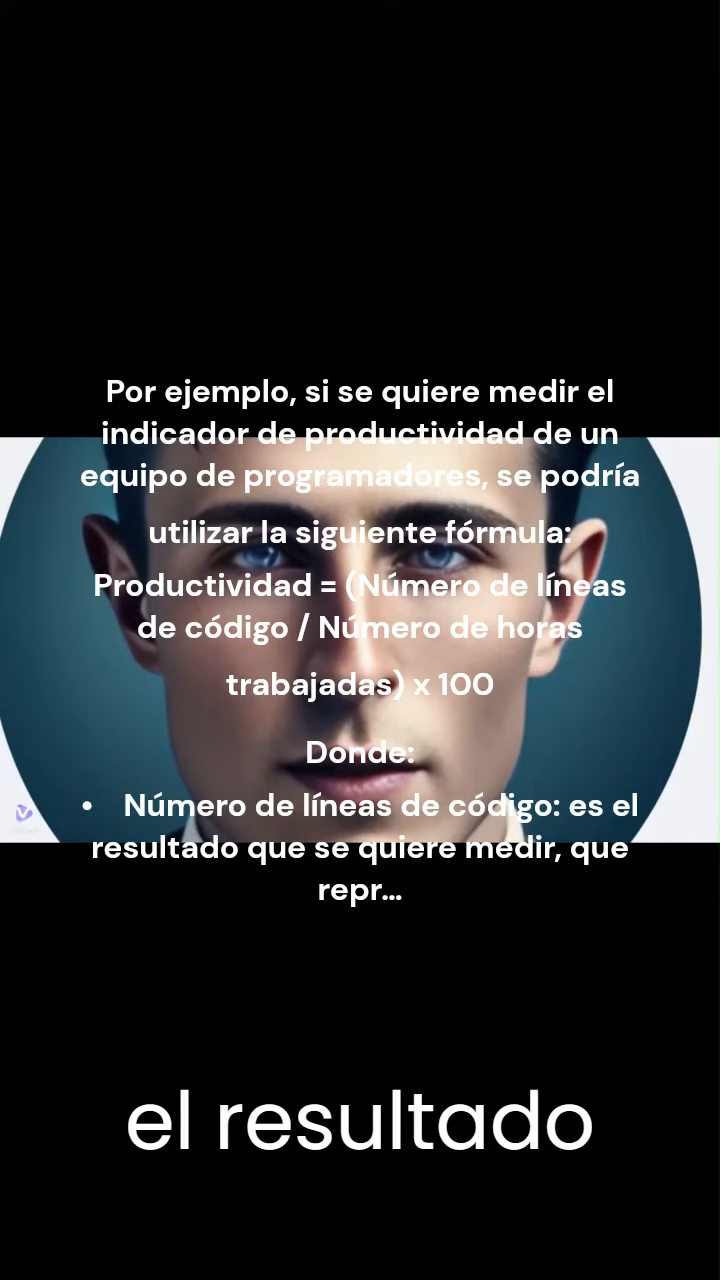 Por ejemplo, si se quiere medir el
indicador de productividad de un
equipo de programadores, se podría
utilizar la siguiente fórmula:
Productividad = (Número de líneas
de código / Número de horas
trabajadas) x 100
Donde:
• Número de líneas de código: es el
resultado que se quiere medir, que
repr...
el resultado